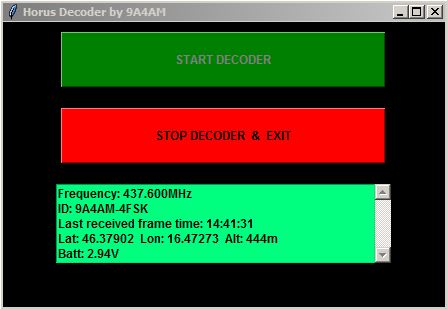 Horus Decoder by 9A4AM
START DECODER
STOP DECODER & EXIT
Frequency: 437.600MHz
ID: 9A4AM-4FSK
Last received frame time: 14:41:31
Lat: 46.37902 Lon: 16.47273 Alt: 444m
Batt: 2.94V